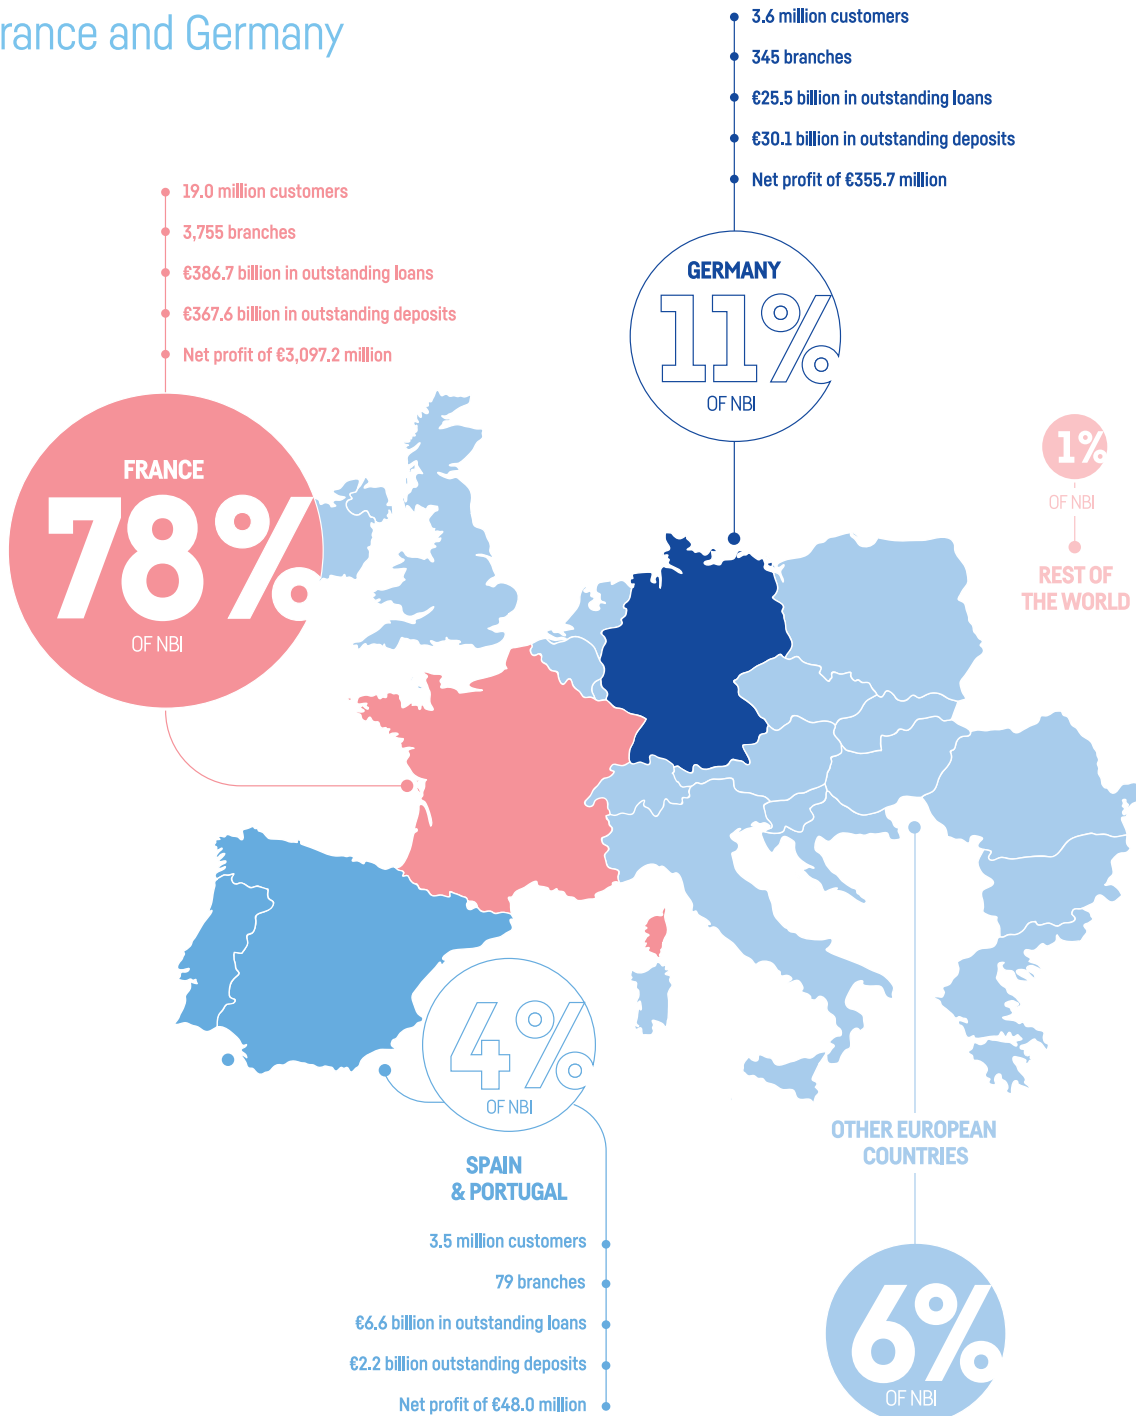 rance and Germany
3.6 million customers
345 branches
€25.5 billion in outstanding loans
€30.1 billion in outstanding deposits
Net profit of €355.7 million
GERMANY
11%
OF NBI
19.0 million customers
3,755 branches
€386.7 billion in outstanding loans
€367.6 billion in outstanding deposits
Net profit of €3,097.2 million
FRANCE
78%
OF NBI
1%
OF NBI
REST OF
THE WORLD
4%
OF NBI
SPAIN
& PORTUGAL
3.5 million customers
79 branches
€6.6 billion in outstanding loans
€2.2 billion outstanding deposits
Net profit of €48.0 million
OTHER EUROPEAN
COUNTRIES
6%
OF NBI